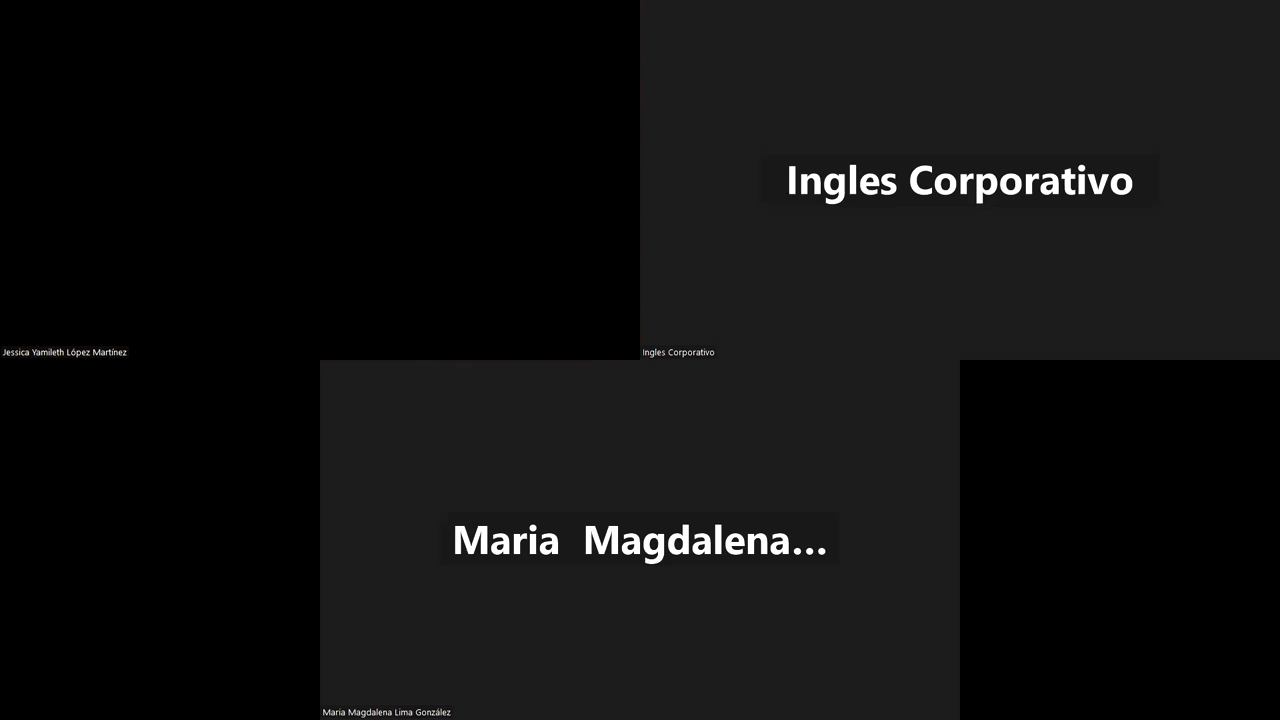 Ingles Corporativo
Jessica Yamileth López Martínez
Ingles Corporativo
Maria Magdalena...
Maria Magdalena Lima González